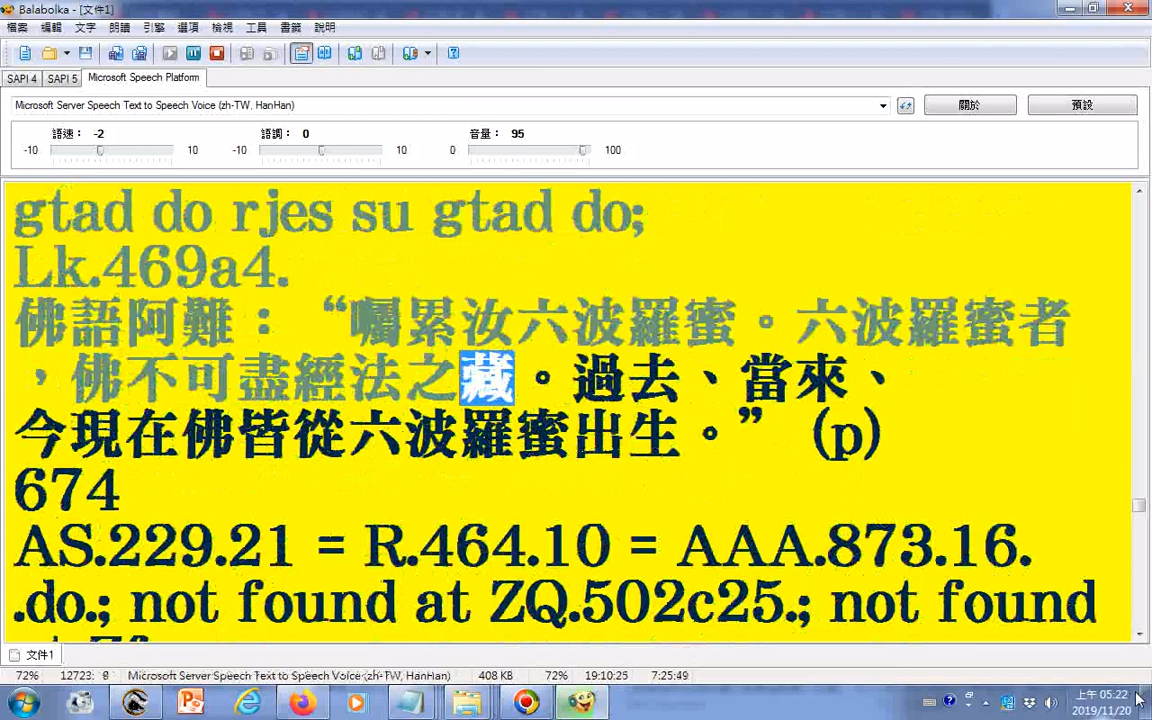 Balabolka - [文件1]
檔案 編輯 文字 朗讀 引擎 選項 檢視 工具 書籤 說明
SAPI 4 SAPI 5 Microsoft Speech Platform
Microsoft Server Speech Text to Speech Voice (zh-TW, HanHan)
關於 預設
語速： -2 語調： 0 音量： 95
-10 10 -10 10 0 100
gtad do rjes su gtad do;
Lk.469a4.
佛語阿難：“囑累汝六波羅蜜。六波羅蜜者
，佛不可盡經法之藏。過去、當來、
今現在佛皆從六波羅蜜出生。” (p)
674
AS.229.21 = R.464.10 = AAA.873.16.
.do.; not found at ZQ.502c25.; not found
文件1
72% 12723: 8 Microsoft Server Speech Text to Speech Voice (zh-TW, HanHan) 408 KB 72% 19:10:25 7:25:49
上午 05:22
2019/11/20